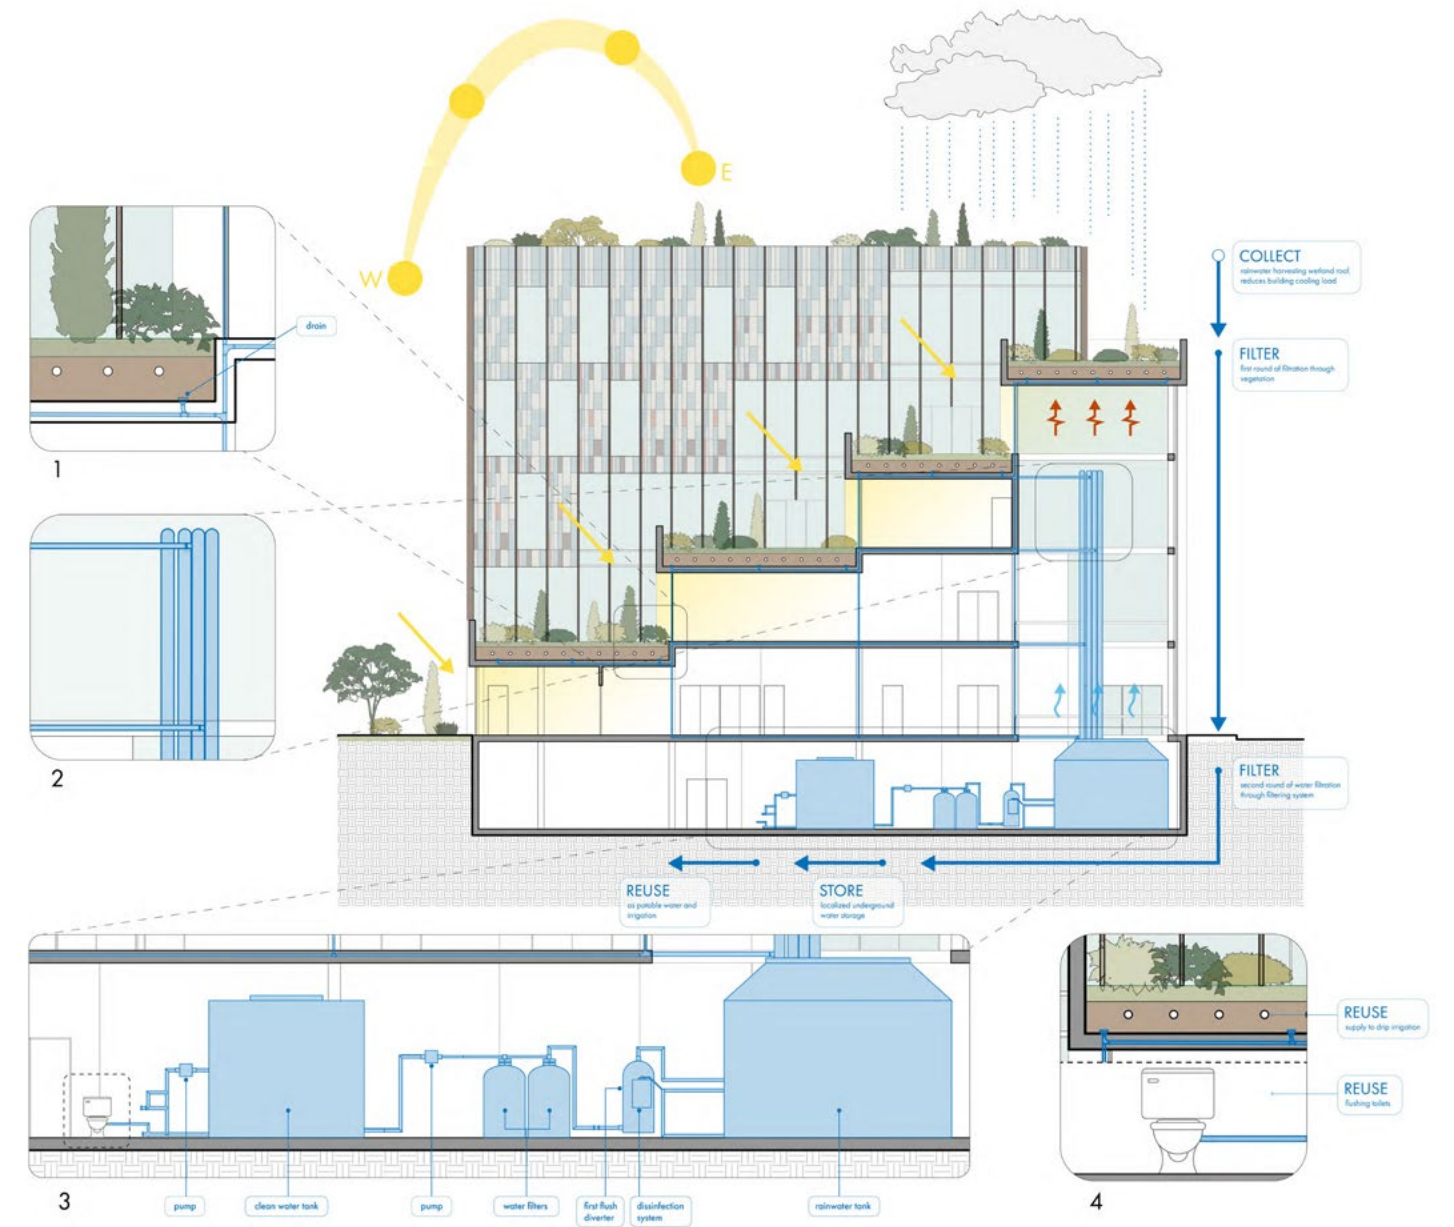 E
W
COLLECT
rainwater harvesting wetland roof,
reduces building cooling load
FILTER
first round of filtration through
vegetation
drain
1
2
FILTER
second round of water filtration
through filtering system
REUSE
as potable water and
irrigation
STORE
localized underground
water storage
REUSE
supply to drip irrigation
REUSE
flushing toilets
3
pump
clean water tank
pump
water filters
first flush
diverter
dissinfection
system
rainwater tank
4